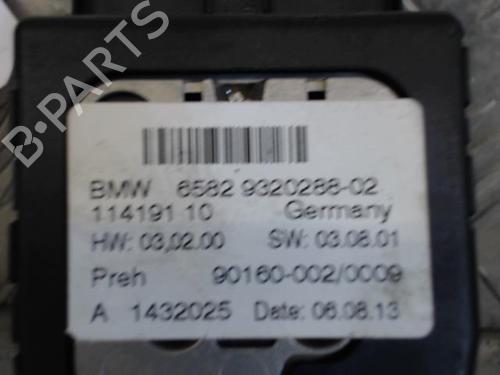 B-PARTS
BMW 6582 9320288-02
114191 10 Germany
HW: 03,02.00 SW: 03.08.01
Preh 90160-002/0009
A 1432025 Date: 06.08.13